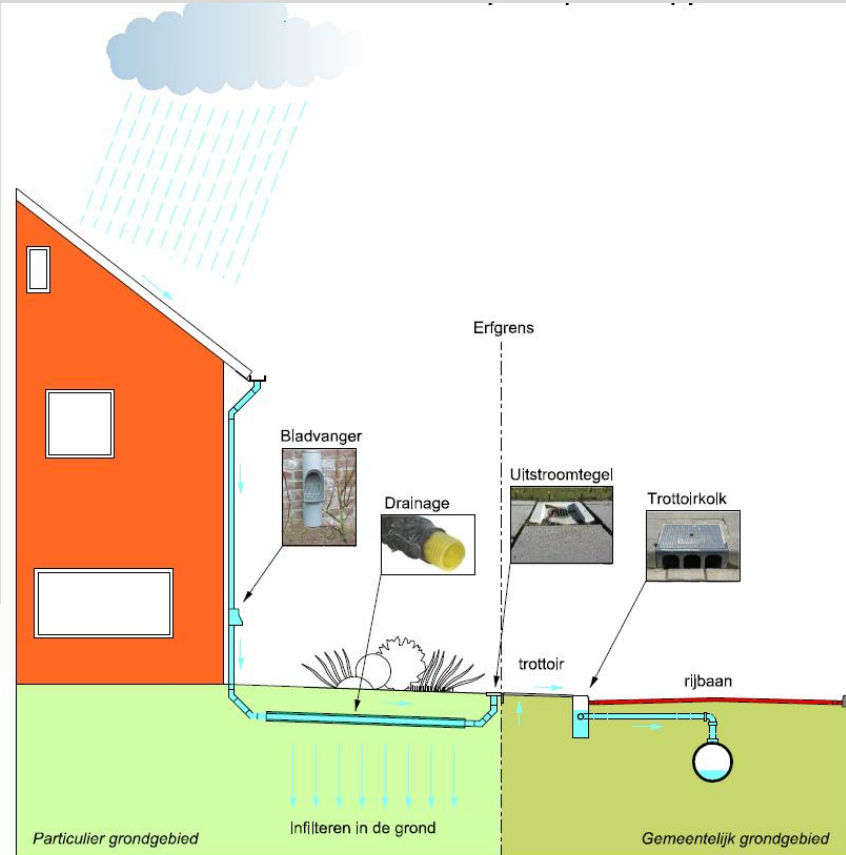 Erfgrens
Bladvanger
Drainage
Uitstroomtegel
Trottoirkolk
trottoir
rijbaan
Infilteren in de grond
Particulier grondgebied
Gemeentelijk grondgebied